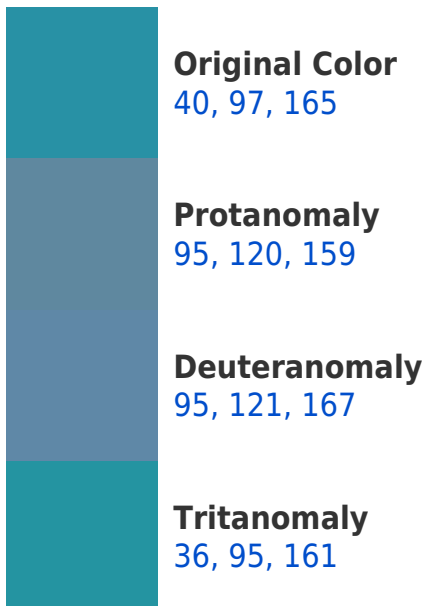 Original Color
40, 97, 165
Protanomaly
95, 120, 159
Deuteranomaly
95, 121, 167
Tritanomaly
36, 95, 161